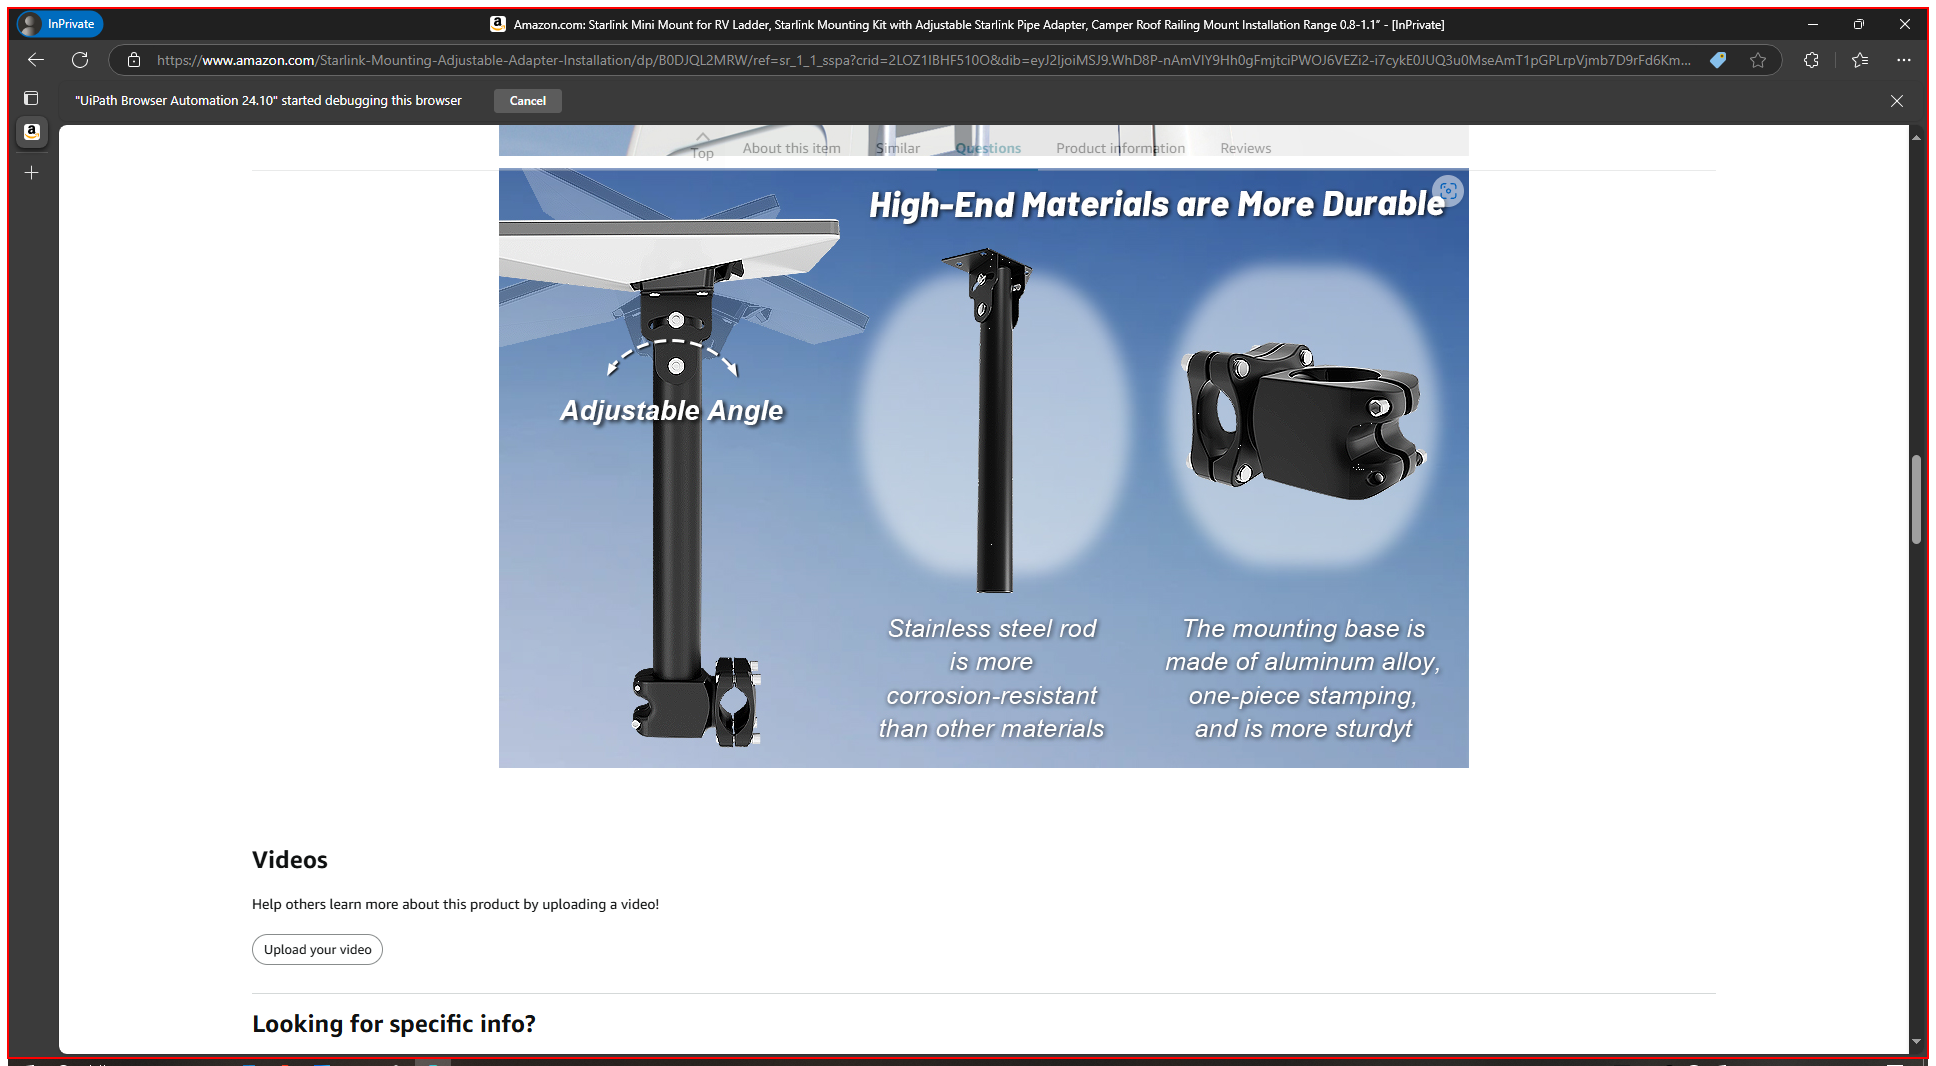 InPrivate
Amazon.com: Starlink Mini Mount for RV Ladder, Starlink Mounting Kit with Adjustable Starlink Pipe Adapter, Camper Roof Railing Mount Installation Range 0.8-1.1” - [InPrivate]
https://www.amazon.com/Starlink-Mounting-Adjustable-Adapter-Installation/dp/B0DJQL2MRW/ref=sr_1_1_sspa?crid=2LOZ1IBHF510O&dib=eyJ2IjoiMSJ9.WhD8P-nAmVlY9Hh0gFmjtciPWOJ6VEZi2-i7cykE0JUQ3u0MseAmT1pGPLrpVjmb7D9rFd6Km...
"UiPath Browser Automation 24.10" started debugging this browser
Cancel
Top
About this item
Similar
Questions
Product information
Reviews
High-End Materials are More Durable
Adjustable Angle
Stainless steel rod
is more
corrosion-resistant
than other materials
The mounting base is
made of aluminum alloy,
one-piece stamping,
and is more sturdyt
Videos
Help others learn more about this product by uploading a video!
Upload your video
Looking for specific info?